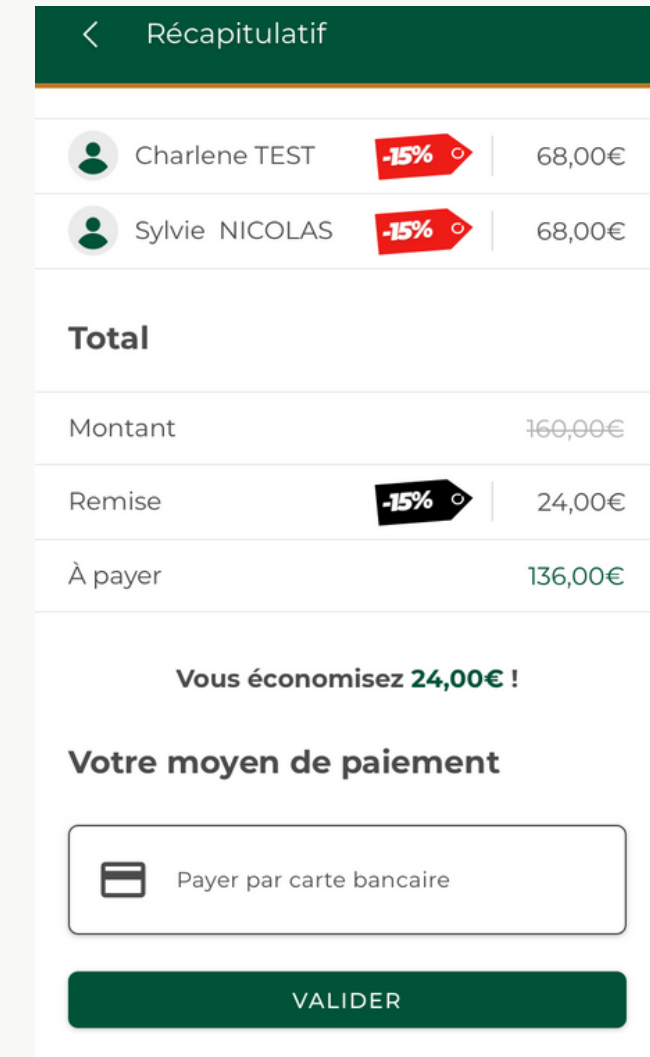 Récapitulatif
Charlene TEST -15% 68,00€
Sylvie NICOLAS -15% 68,00€
Total
Montant 160,00€
Remise -15% 24,00€
À payer 136,00€
Vous économisez 24,00€ !
Votre moyen de paiement
Payer par carte bancaire
VALIDER